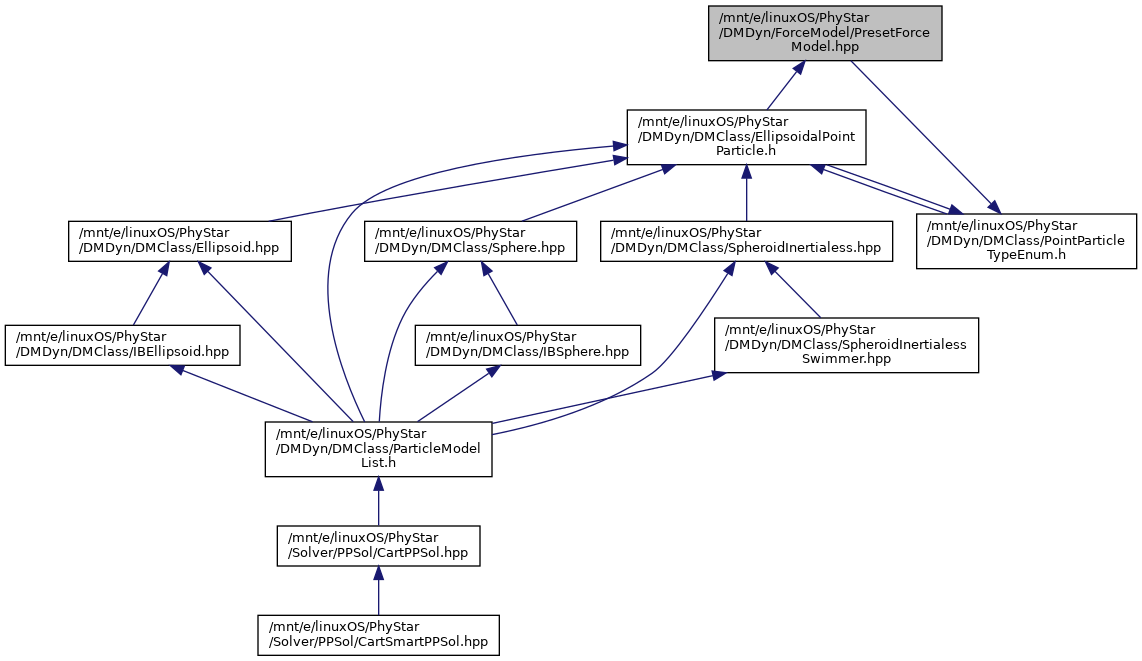 /mnt/e/linuxOS/PhyStar
/DMDyn/ForceModel/PresetForce
Model.hpp
/mnt/e/linuxOS/PhyStar
/DMDyn/DMClass/EllipsoidalPoint
Particle.h
/mnt/e/linuxOS/PhyStar
/DMDyn/DMClass/Ellipsoid.hpp
/mnt/e/linuxOS/PhyStar
/DMDyn/DMClass/Sphere.hpp
/mnt/e/linuxOS/PhyStar
/DMDyn/DMClass/SpheroidInertialess.hpp
/mnt/e/linuxOS/PhyStar
/DMDyn/DMClass/PointParticle
TypeEnum.h
/mnt/e/linuxOS/PhyStar
/DMDyn/DMClass/IBEllipsoid.hpp
/mnt/e/linuxOS/PhyStar
/DMDyn/DMClass/IBSphere.hpp
/mnt/e/linuxOS/PhyStar
/DMDyn/DMClass/SpheroidInertialess
Swimmer.hpp
/mnt/e/linuxOS/PhyStar
/DMDyn/DMClass/ParticleModel
List.h
/mnt/e/linuxOS/PhyStar
/Solver/PPSol/CartPPSol.hpp
/mnt/e/linuxOS/PhyStar
/Solver/PPSol/CartSmartPPSol.hpp